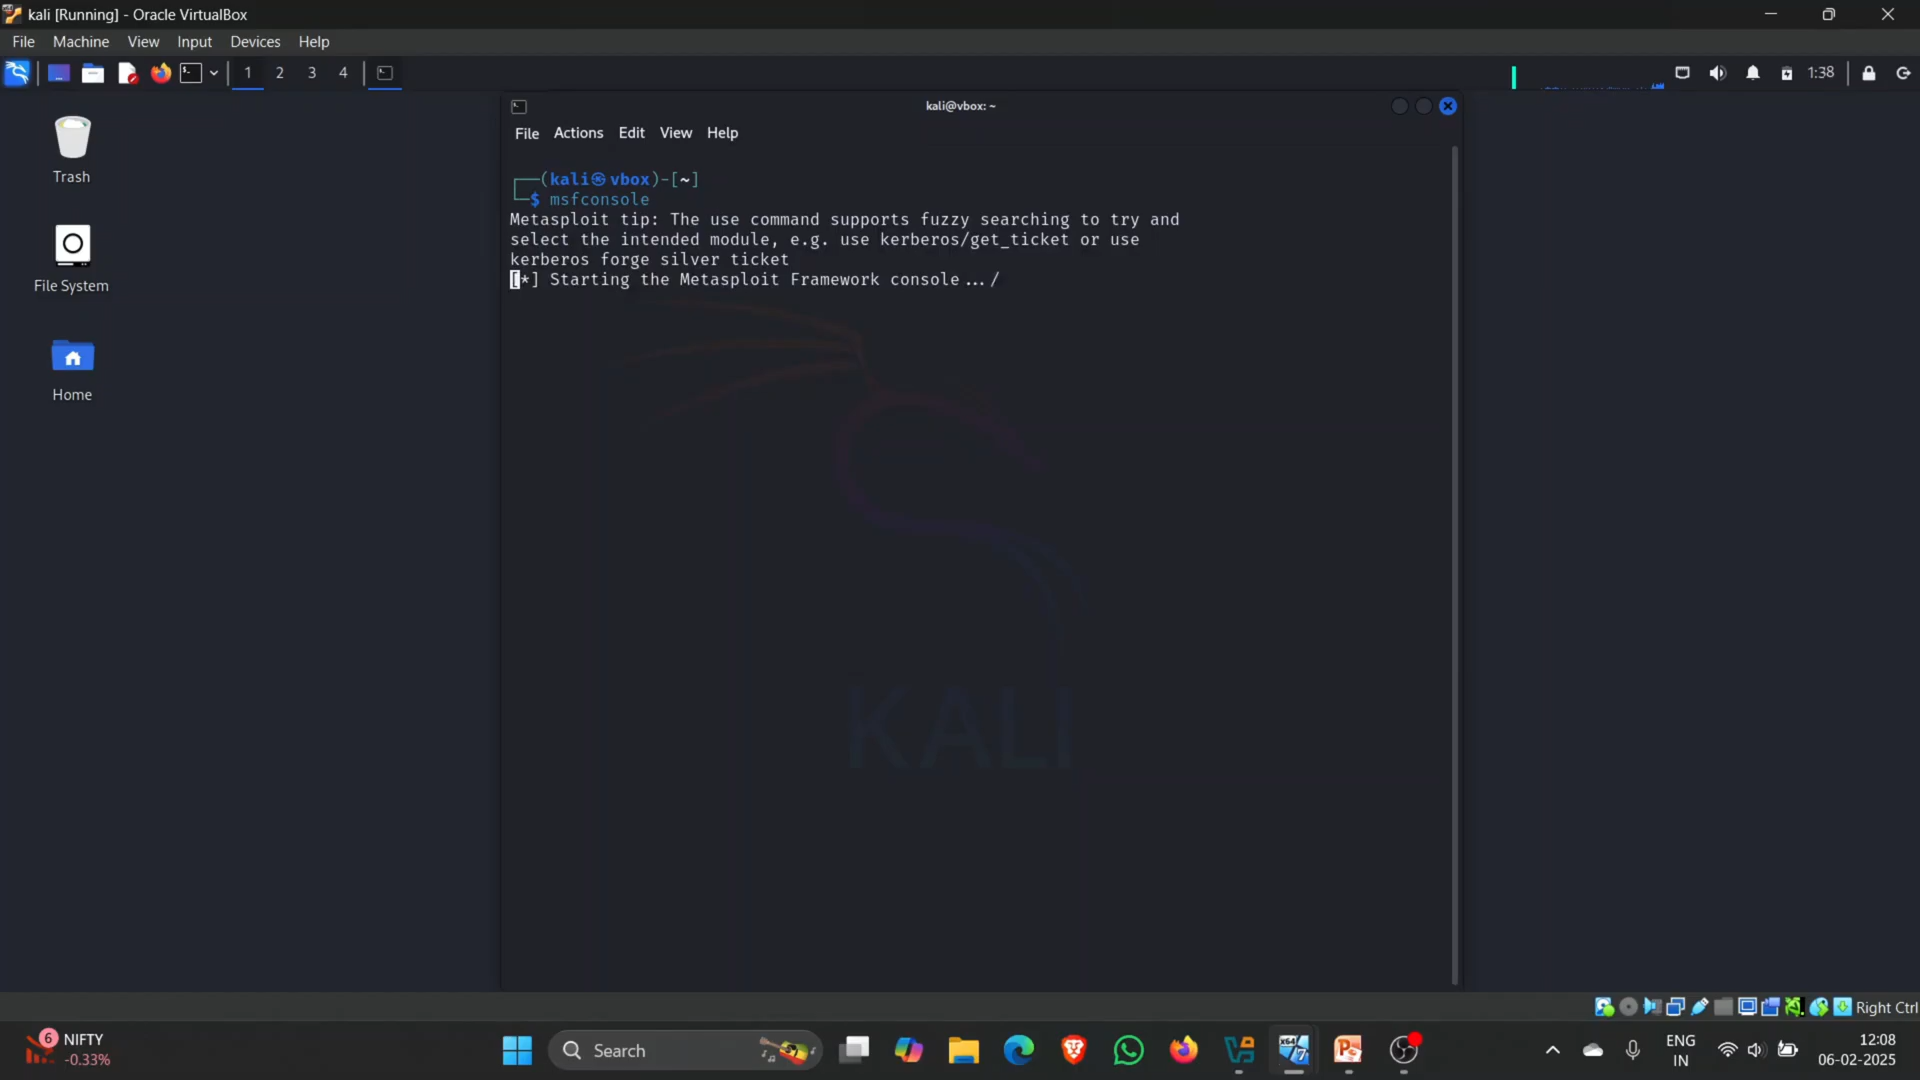 kali [Running] - Oracle VirtualBox
File Machine View Input Devices Help
1 2 3 4
1:38
Trash
File System
Home
kali@vbox: ~
File Actions Edit View Help
┌──(kali㉿vbox)-[~]
└─$ msfconsole
Metasploit tip: The use command supports fuzzy searching to try and
select the intended module, e.g. use kerberos/get_ticket or use
kerberos forge silver ticket
[*] Starting the Metasploit Framework console.../
KALI
Right Ctrl
6
NIFTY
-0.33%
Search
x64
7
ENG
IN
12:08
06-02-2025